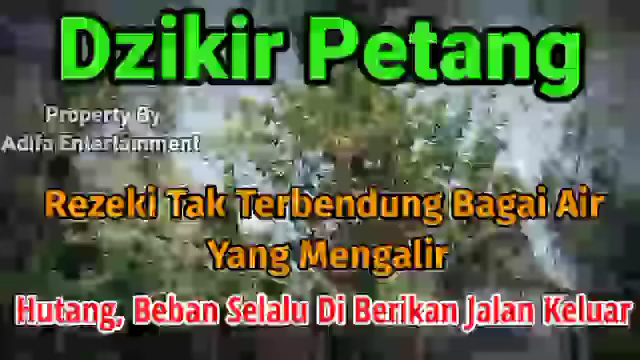 Dzikir Petang
Property By
Adifa Entertainment
Rezeki Tak Terbendung Bagai Air
Yang Mengalir
Hutang, Beban Selalu Di Berikan Jalan Keluar